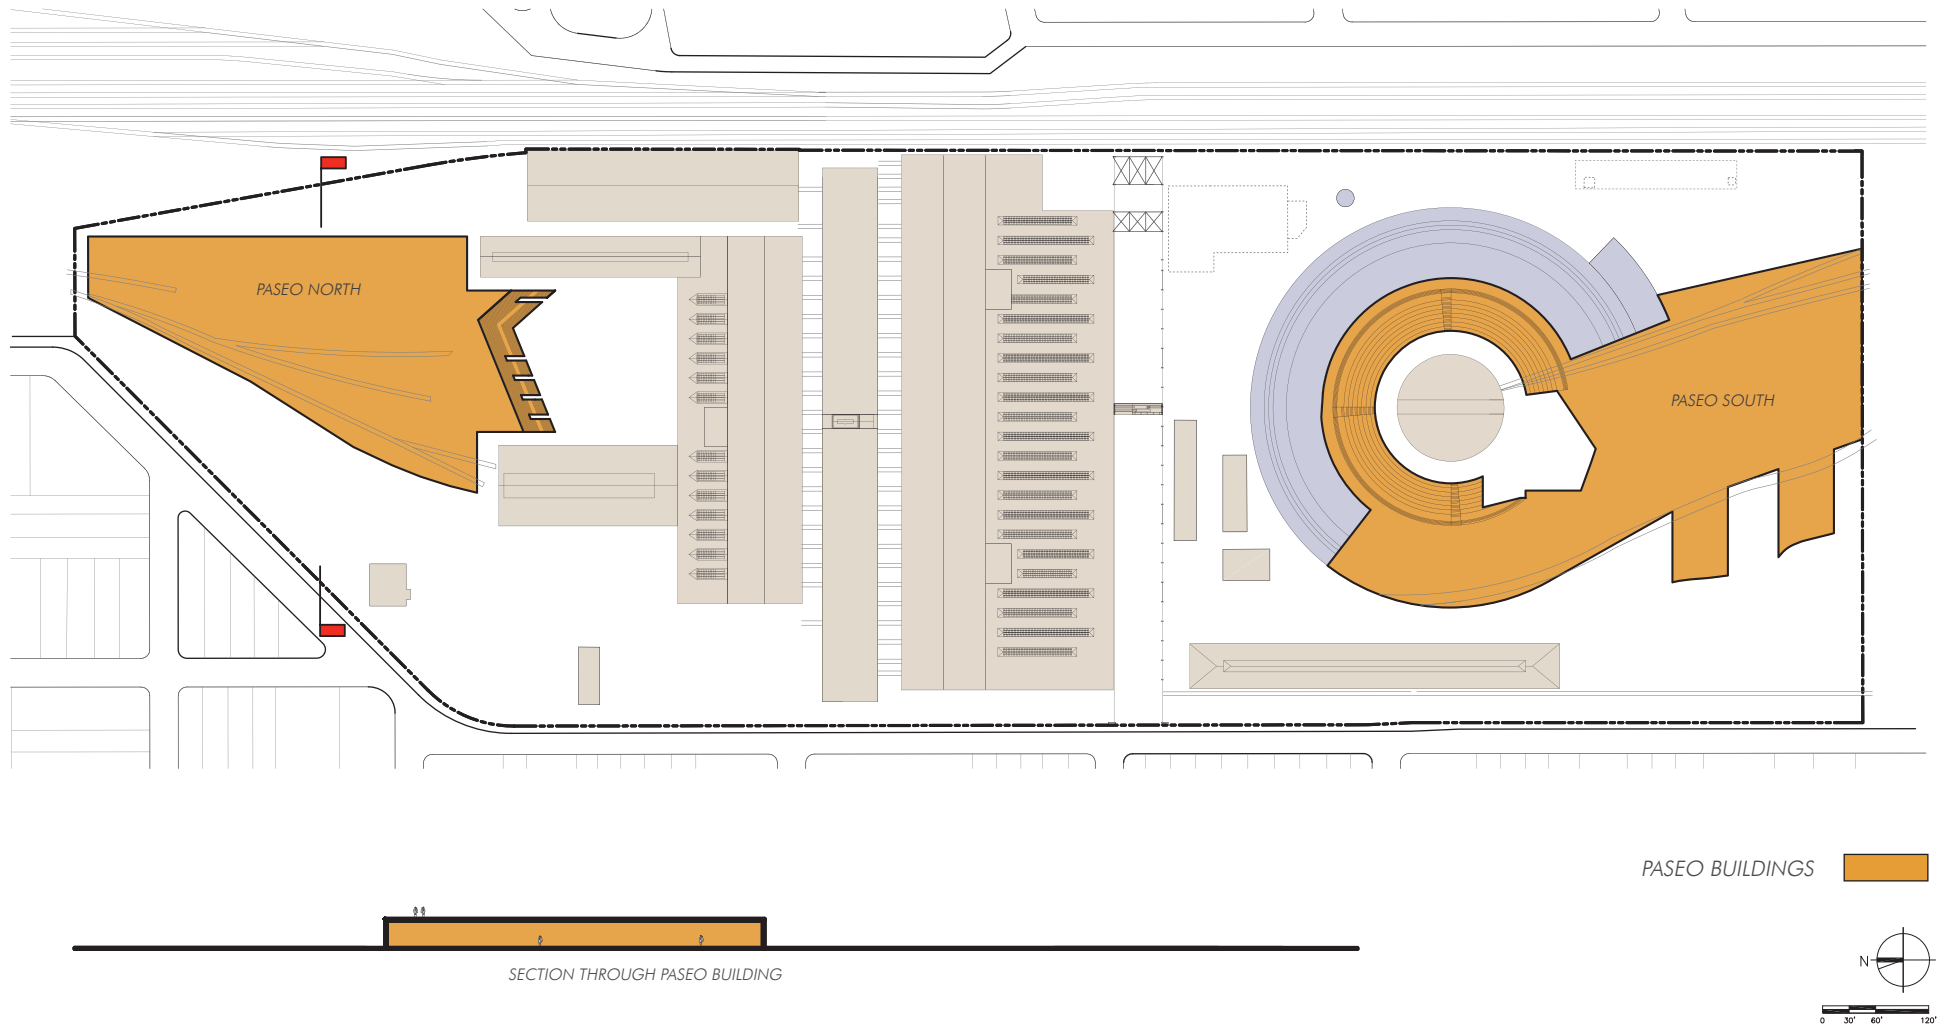 PASEO NORTH
PASEO SOUTH
PASEO BUILDINGS
SECTION THROUGH PASEO BUILDING
N
0 30' 60' 120'